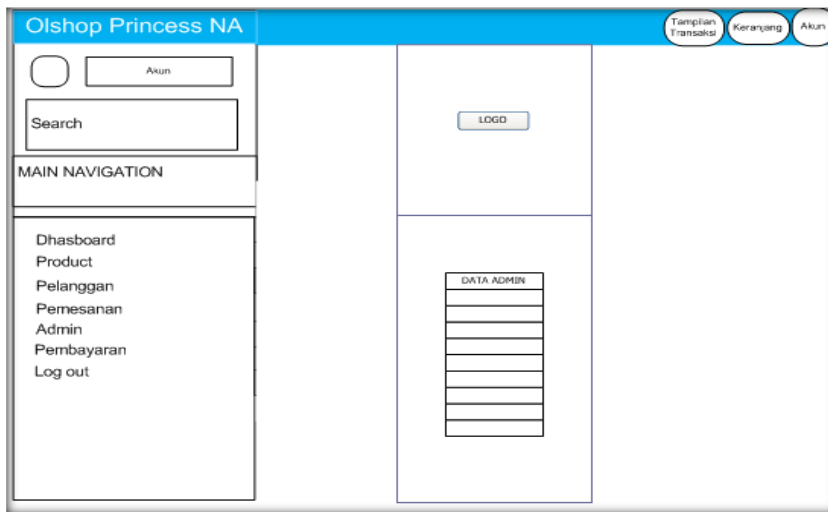 Olshop Princess NA
Tampilan
Transaksi
Keranjang
Akun
Akun
Search
LOGO
MAIN NAVIGATION
Dhasboard
Product
Pelanggan
Pemesanan
Admin
Pembayaran
Log out
DATA ADMIN